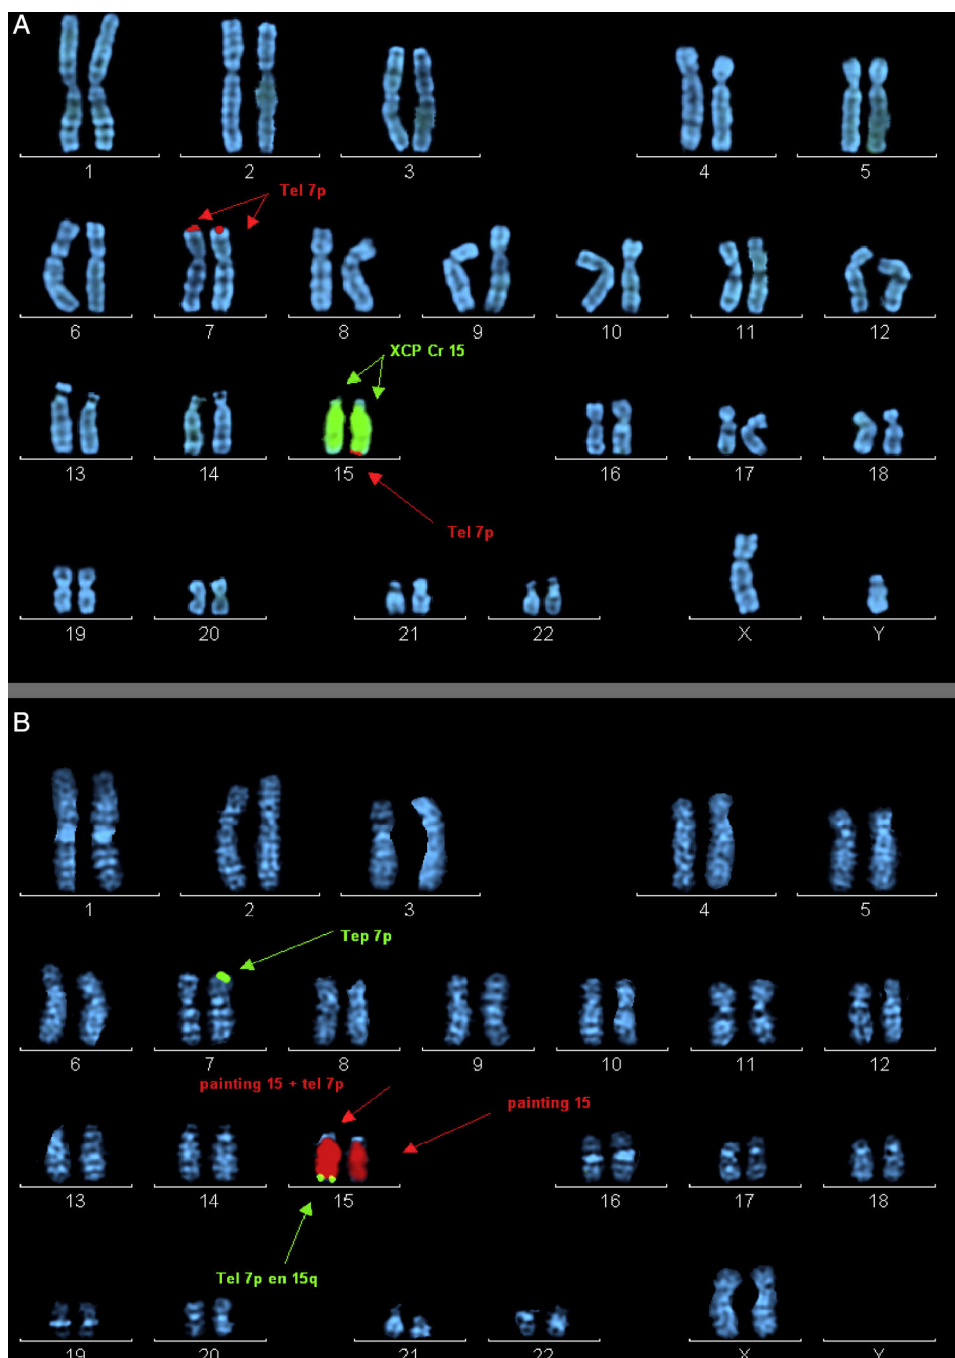 A
1 2 3 4 5
Tel 7p
6 7 8 9 10 11 12
XCP Cr 15
13 14 15 16 17 18
Tel 7p
19 20 21 22 X Y
B
1 2 3 4 5
Tep 7p
6 7 8 9 10 11 12
painting 15 + tel 7p
painting 15
13 14 15 16 17 18
Tel 7p en 15q
19 20 21 22 X Y